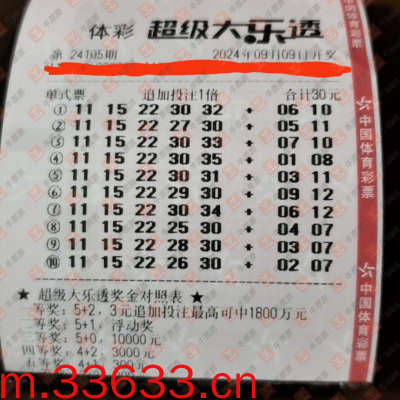 体彩 超级大乐透
第 24105期 2024年09月09日开奖
单式票 追加投注1倍 合计30元
① 11 15 22 30 32 + 06 10
② 11 15 22 27 30 + 05 11
③ 11 15 22 30 33 + 07 10
④ 11 15 22 30 35 + 01 08
⑤ 11 15 22 30 31 + 03 11
⑥ 11 15 22 29 30 + 09 12
⑦ 11 15 22 30 34 + 06 12
⑧ 11 15 22 25 30 + 04 07
⑨ 11 15 22 28 30 + 03 07
⑩ 11 15 22 26 30 + 02 07
★ 超级大乐透奖金对照表 ★
等奖: 5+2, 3元追加投注最高可中1800万元
等奖: 5+1, 浮动奖
等奖: 5+0, 10000元
四等奖: 4+2, 3000元
等奖: 4+1, 300元
m.33633.cn
中国体育彩票
中国体育彩票